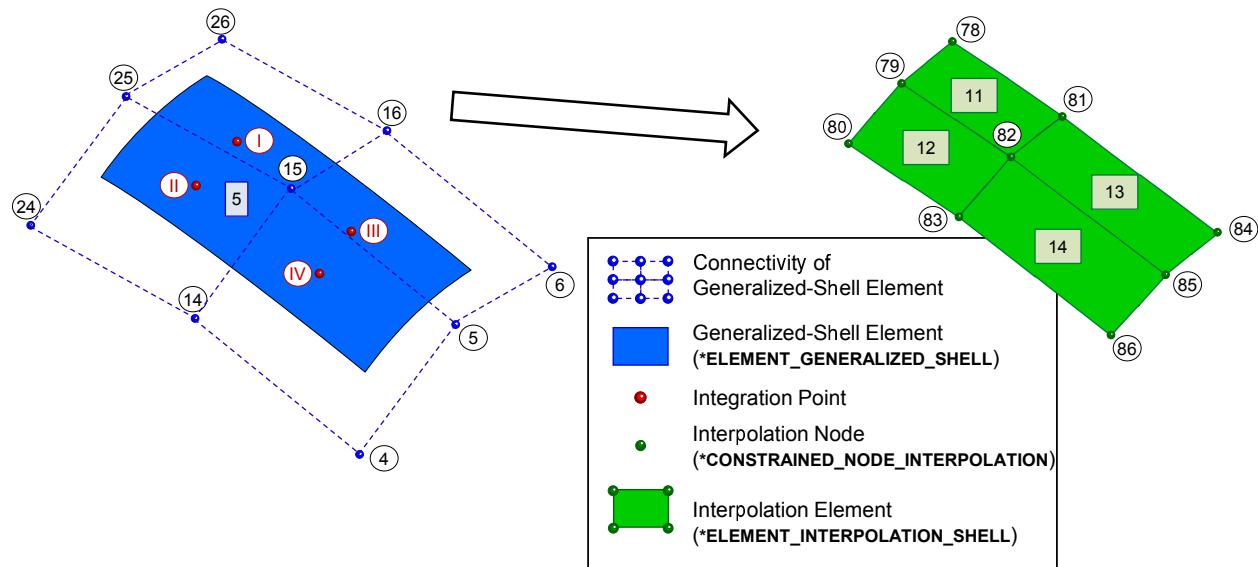 26
25
16
I
15
II
5
24
III
IV
14
6
5
4
78
79
11
81
82
80
12
13
83
84
14
85
86
Connectivity of
Generalized-Shell Element
Generalized-Shell Element
(*ELEMENT_GENERALIZED_SHELL)
Integration Point
Interpolation Node
(*CONSTRAINED_NODE_INTERPOLATION)
Interpolation Element
(*ELEMENT_INTERPOLATION_SHELL)